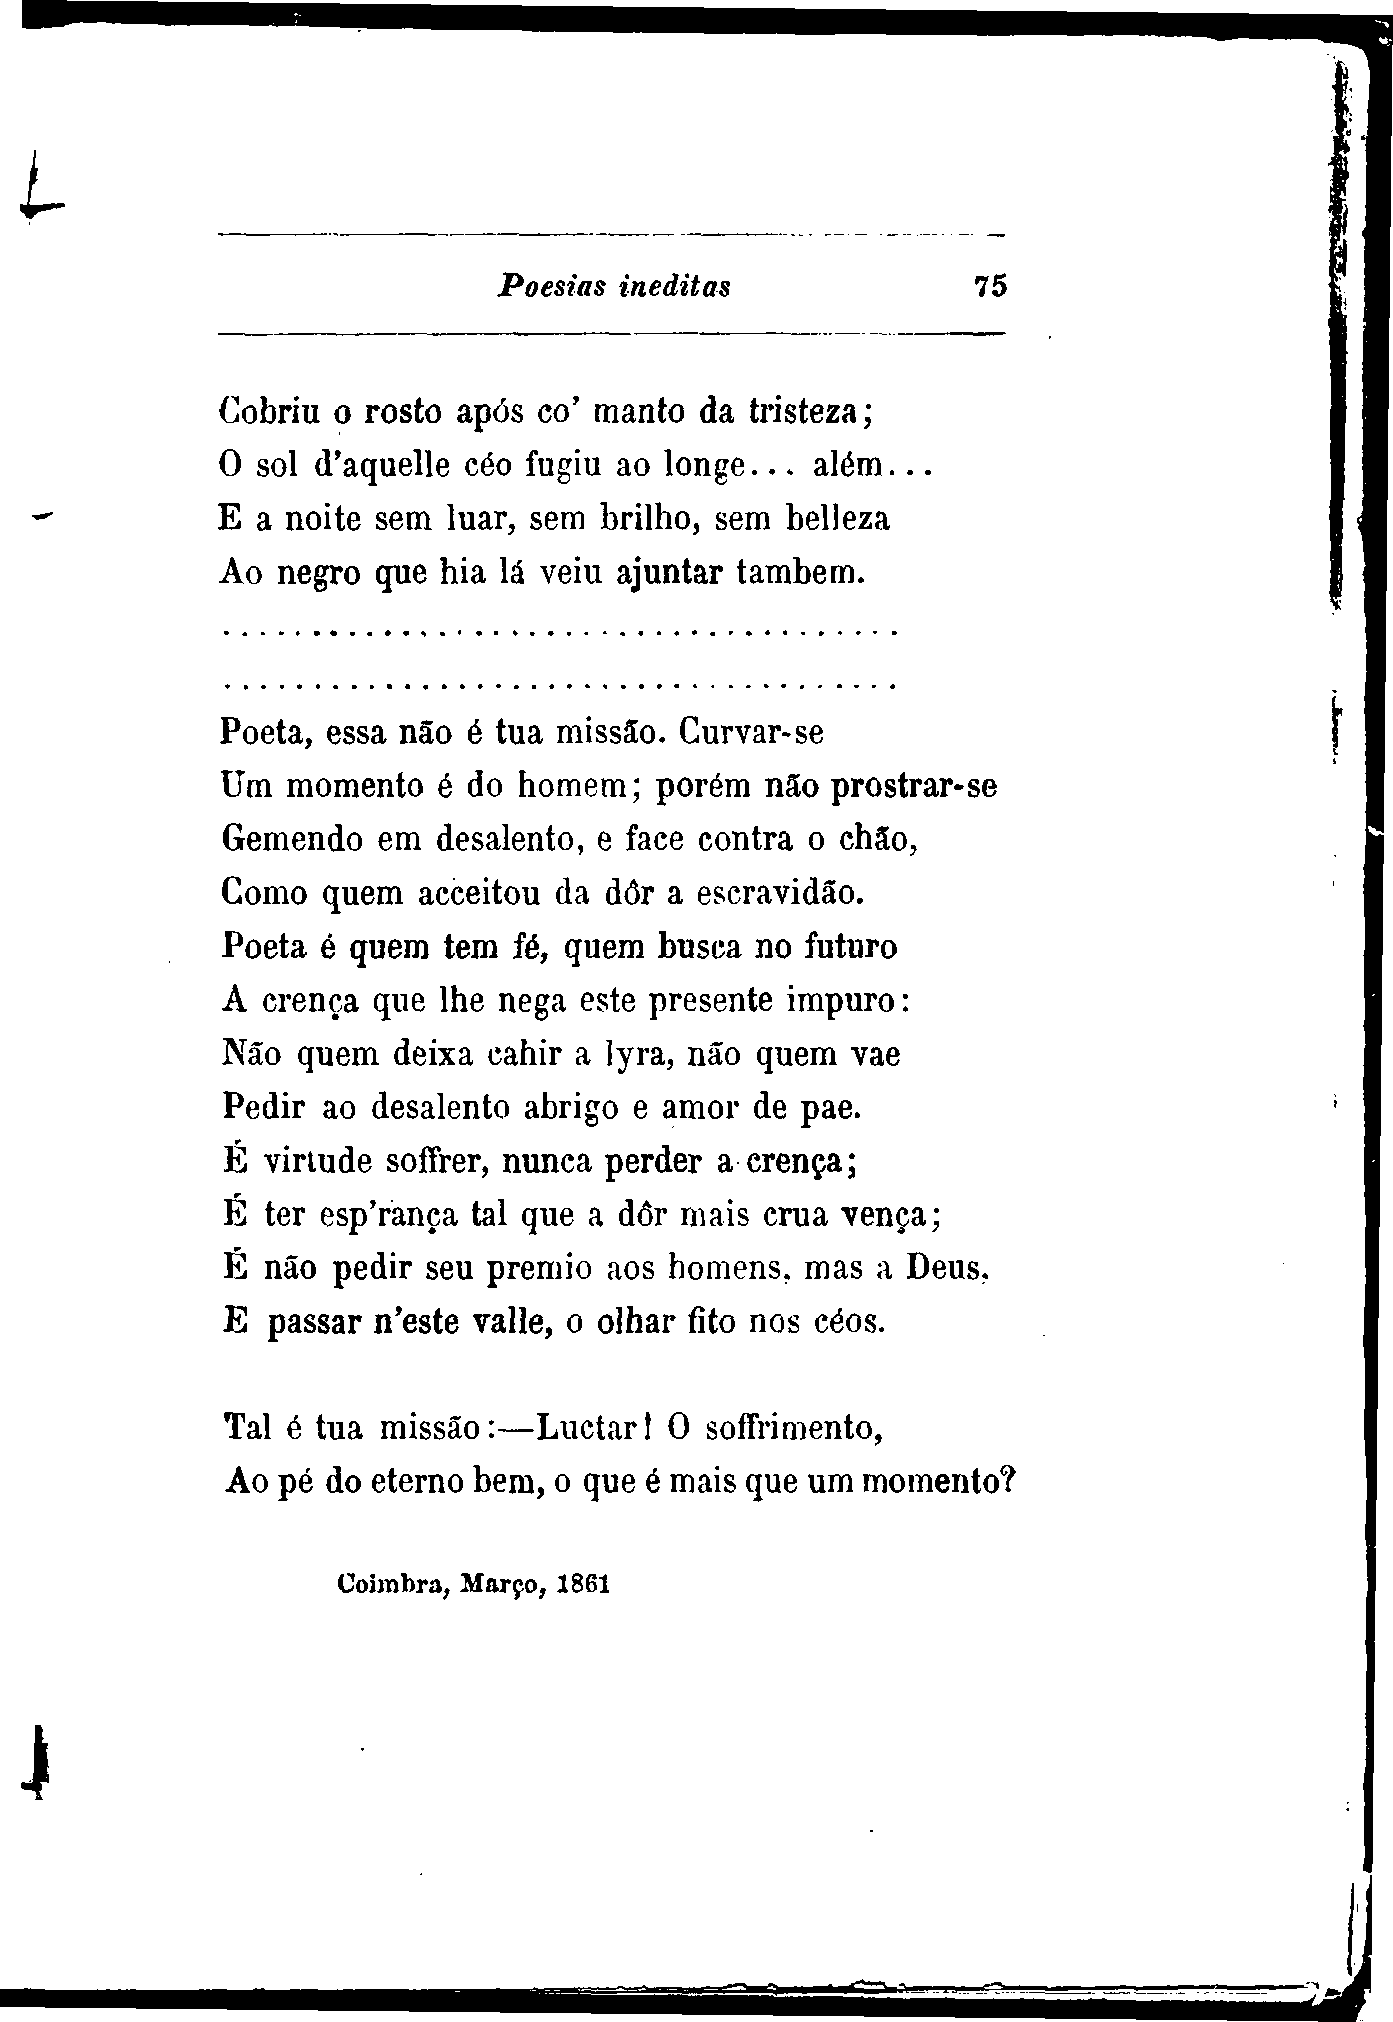 Poesias ineditas 75
Cobriu o rosto após co' manto da tristeza;
O sol d'aquelle céo fugiu ao longe... além...
E a noite sem luar, sem brilho, sem belleza
Ao negro que hia lá veiu ajuntar tambem.
......................................
......................................
Poeta, essa não é tua missão. Curvar-se
Um momento é do homem; porém não prostrar-se
Gemendo em desalento, e face contra o chão,
Como quem acceitou da dôr a escravidão.
Poeta é quem tem fé, quem busca no futuro
A crença que lhe nega este presente impuro:
Não quem deixa cahir a lyra, não quem vae
Pedir ao desalento abrigo e amor de pae.
É virtude soffrer, nunca perder a crença;
É ter esp'rança tal que a dôr mais crua vença;
É não pedir seu premio aos homens, mas a Deus,
E passar n'este valle, o olhar fito nos céos.
Tal é tua missão:—Luctar! O soffrimento,
Ao pé do eterno bem, o que é mais que um momento?
Coimbra, Março, 1861